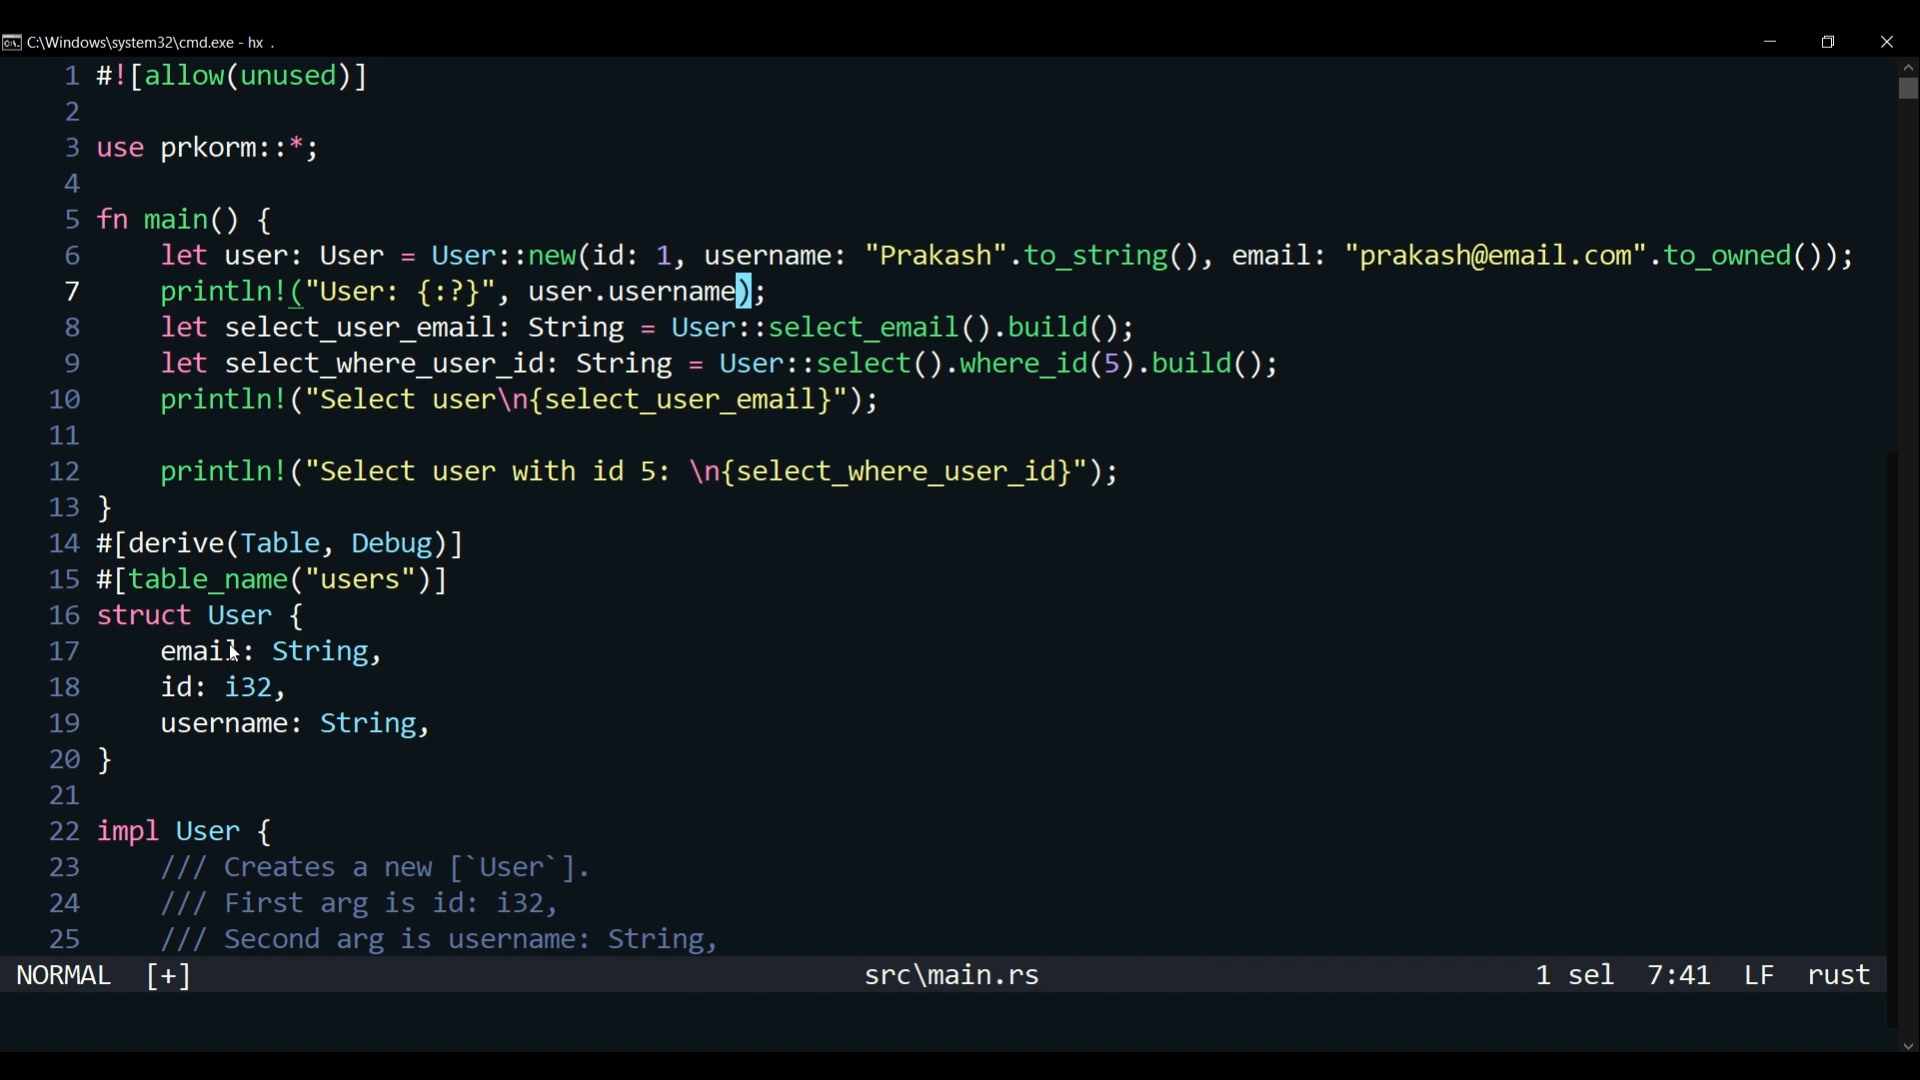 C:\Windows\system32\cmd.exe - hx .
1 #![allow(unused)]
2
3 use prkorm::*;
4
5 fn main() {
6     let user: User = User::new(id: 1, username: "Prakash".to_string(), email: "prakash@email.com".to_owned());
7     println!("User: {:?}", user.username);
8     let select_user_email: String = User::select_email().build();
9     let select_where_user_id: String = User::select().where_id(5).build();
10     println!("Select user\n{select_user_email}");
11
12     println!("Select user with id 5: \n{select_where_user_id}");
13 }
14 #[derive(Table, Debug)]
15 #[table_name("users")]
16 struct User {
17     email: String,
18     id: i32,
19     username: String,
20 }
21
22 impl User {
23     /// Creates a new [`User`].
24     /// First arg is id: i32,
25     /// Second arg is username: String,
NORMAL [+] src\main.rs 1 sel 7:41 LF rust